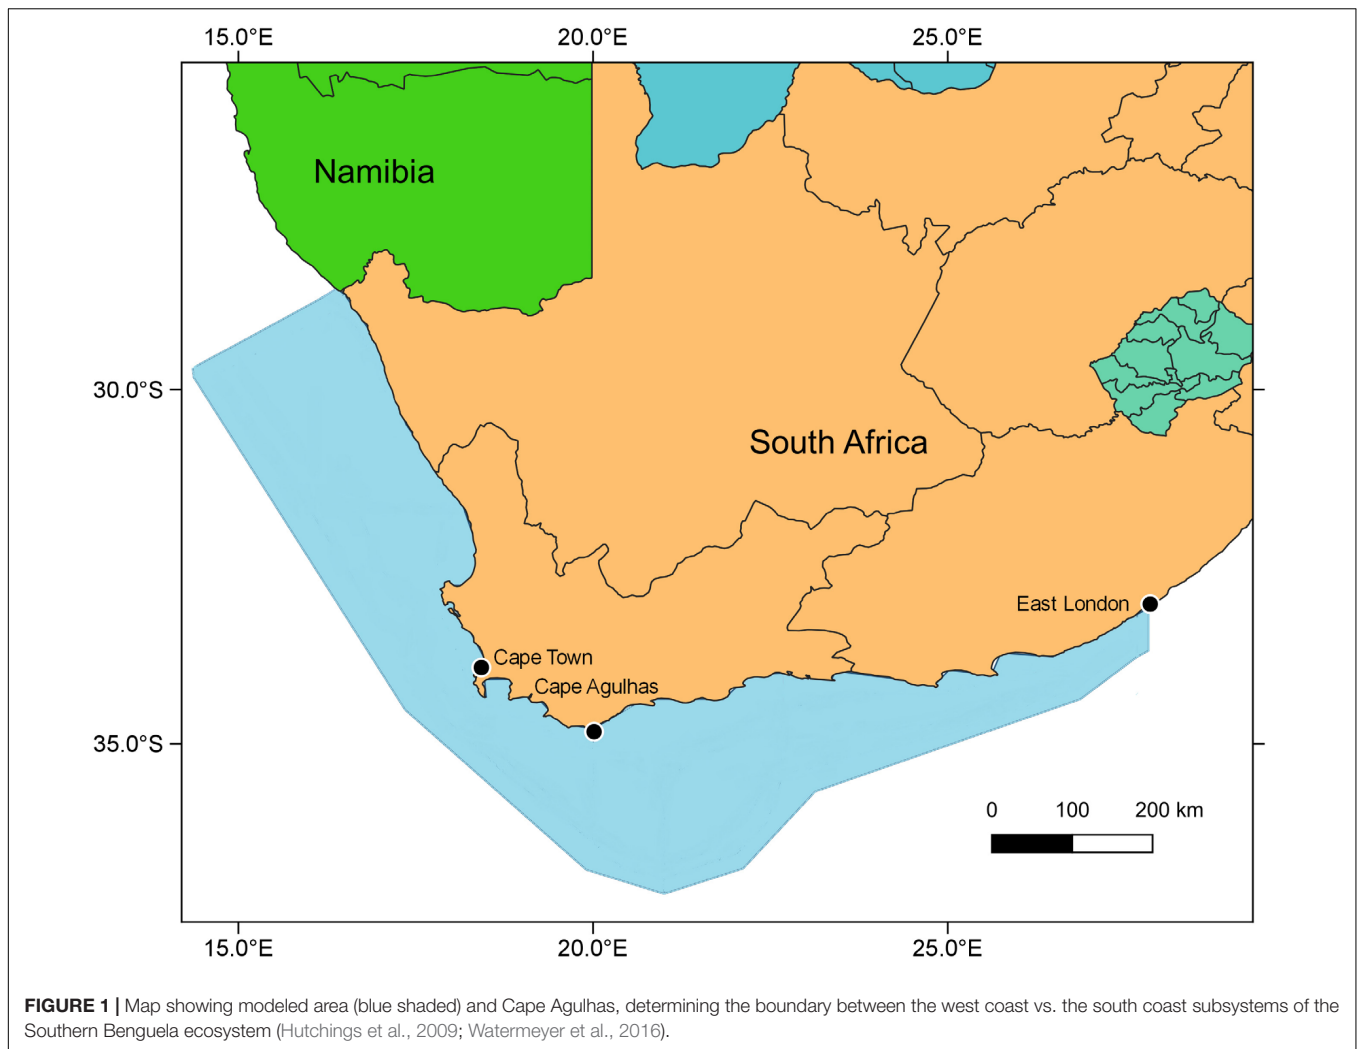 15.0°E 20.0°E 25.0°E
Namibia
30.0°S
South Africa
East London
Cape Town
Cape Agulhas
35.0°S
0 100 200 km
15.0°E 20.0°E 25.0°E
FIGURE 1 | Map showing modeled area (blue shaded) and Cape Agulhas, determining the boundary between the west coast vs. the south coast subsystems of the
Southern Benguela ecosystem (Hutchings et al., 2009; Watermeyer et al., 2016).